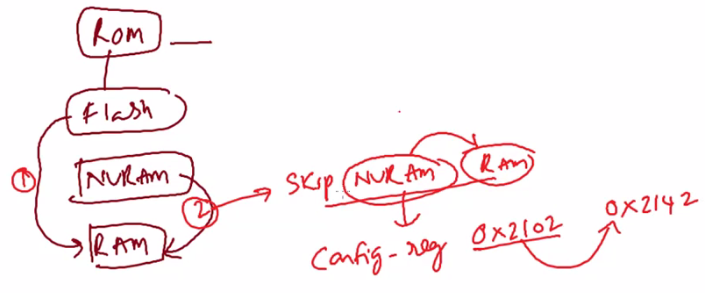 Rom
Flash
①
NVRAM
②
RAM
Skip NVRAM RAM
Config-reg 0x2102 0x2142